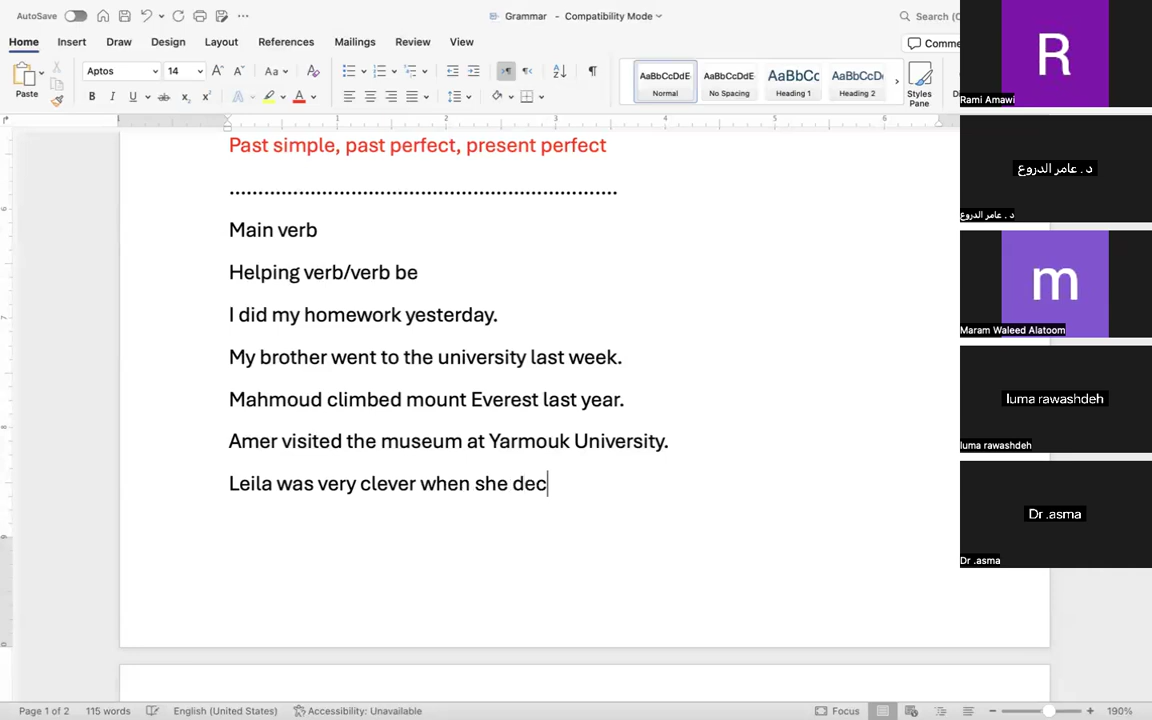 AutoSave
Grammar - Compatibility Mode
Search (C
Home Insert Draw Design Layout References Mailings Review View
Comme
Paste
Aptos 14
Aa
B I U ab x₂ x² A A
AaBbCcDdE AaBbCcDdE AaBbCc AaBbCcD
Normal No Spacing Heading 1 Heading 2
Styles
Pane
R
Rami Amawi
Past simple, past perfect, present perfect
..................................................................
Main verb
Helping verb/verb be
I did my homework yesterday.
My brother went to the university last week.
Mahmoud climbed mount Everest last year.
Amer visited the museum at Yarmouk University.
Leila was very clever when she dec
د . عامر الدروع
د . عامر الدروع
m
Maram Waleed Alatoom
luma rawashdeh
luma rawashdeh
Dr .asma
Dr .asma
Page 1 of 2 115 words English (United States) Accessibility: Unavailable Focus 190%